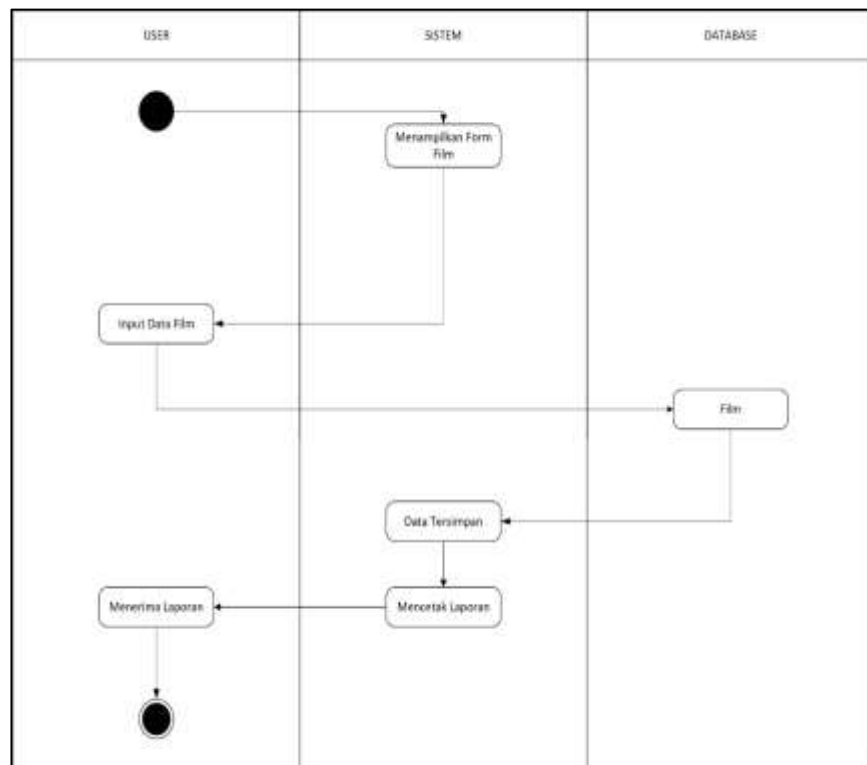 USER
SISTEM
DATABASE
Menampilkan Form
Film
Input Data Film
Film
Data Tersimpan
Menerima Laporan
Mencetak Laporan